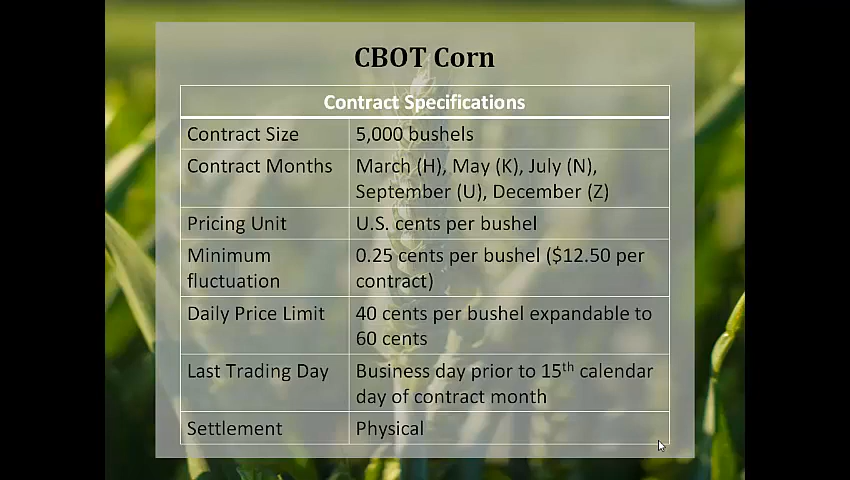 CBOT Corn
Contract Specifications
Contract Size 5,000 bushels
Contract Months March (H), May (K), July (N),
September (U), December (Z)
Pricing Unit U.S. cents per bushel
Minimum 0.25 cents per bushel ($12.50 per
fluctuation contract)
Daily Price Limit 40 cents per bushel expandable to
60 cents
Last Trading Day Business day prior to 15th calendar
day of contract month
Settlement Physical